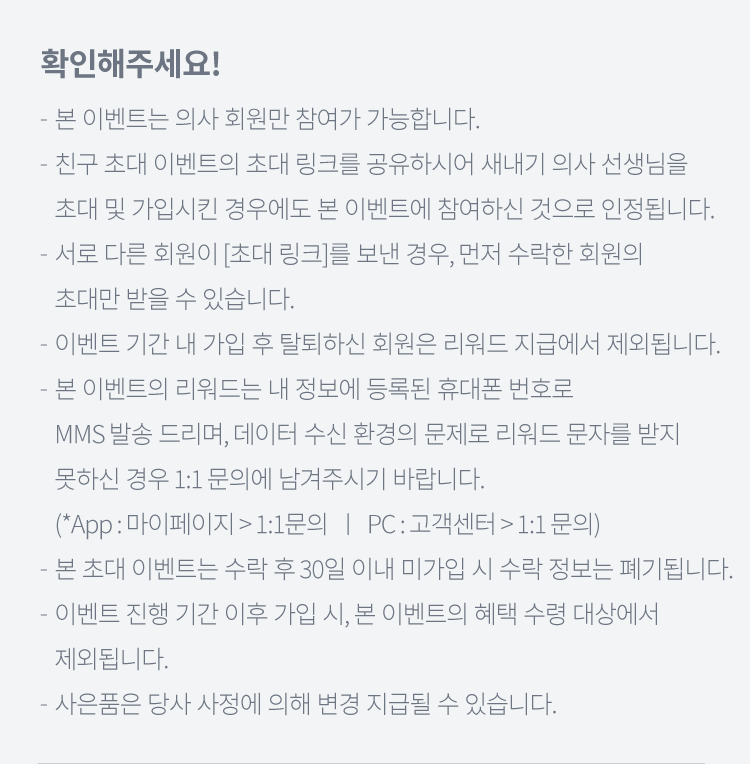 확인해주세요!
- 본 이벤트는 의사 회원만 참여가 가능합니다.
- 친구 초대 이벤트의 초대 링크를 공유하시어 새내기 의사 선생님을
초대 및 가입시킨 경우에도 본 이벤트에 참여하신 것으로 인정됩니다.
- 서로 다른 회원이 [초대 링크]를 보낸 경우, 먼저 수락한 회원의
초대만 받을 수 있습니다.
- 이벤트 기간 내 가입 후 탈퇴하신 회원은 리워드 지급에서 제외됩니다.
- 본 이벤트의 리워드는 내 정보에 등록된 휴대폰 번호로
MMS 발송 드리며, 데이터 수신 환경의 문제로 리워드 문자를 받지
못하신 경우 1:1 문의에 남겨주시기 바랍니다.
(*App : 마이페이지 > 1:1문의 ㅣ PC : 고객센터 > 1:1 문의)
- 본 초대 이벤트는 수락 후 30일 이내 미가입 시 수락 정보는 폐기됩니다.
- 이벤트 진행 기간 이후 가입 시, 본 이벤트의 혜택 수령 대상에서
제외됩니다.
- 사은품은 당사 사정에 의해 변경 지급될 수 있습니다.